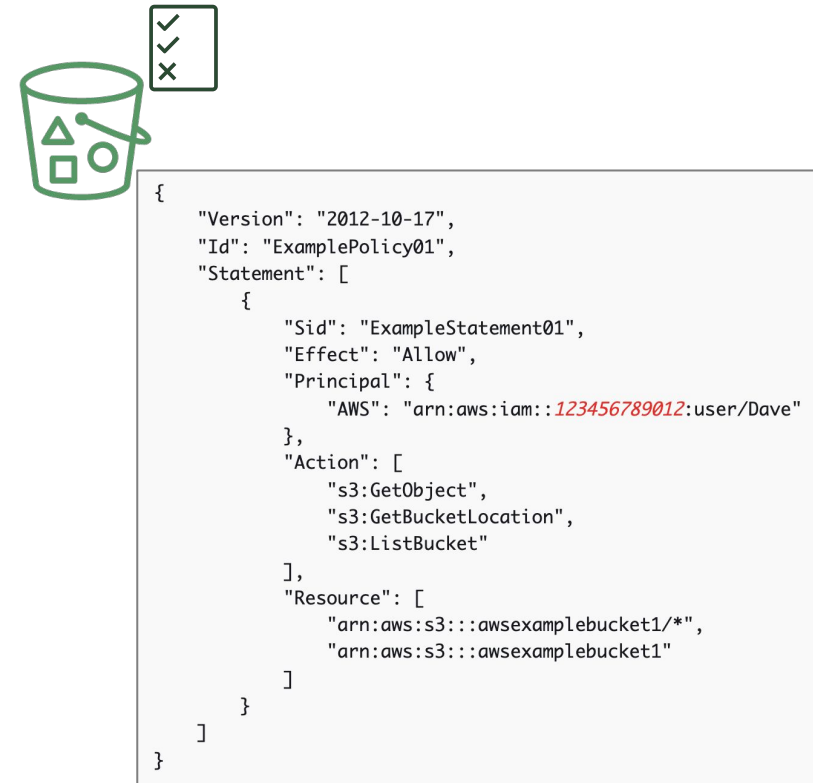 {
"Version": "2012-10-17",
"Id": "ExamplePolicy01",
"Statement": [
{
"Sid": "ExampleStatement01",
"Effect": "Allow",
"Principal": {
"AWS": "arn:aws:iam::123456789012:user/Dave"
},
"Action": [
"s3:GetObject",
"s3:GetBucketLocation",
"s3:ListBucket"
],
"Resource": [
"arn:aws:s3:::awsexamplebucket1/*",
"arn:aws:s3:::awsexamplebucket1"
]
}
]
}